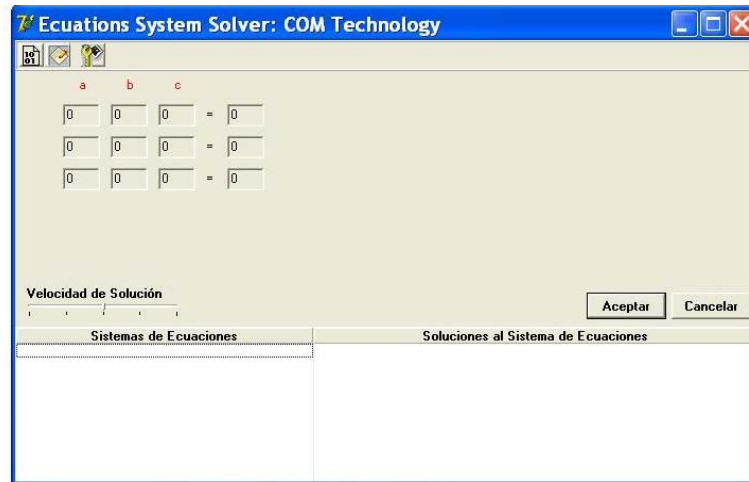 Ecuations System Solver: COM Technology
a b c
0 0 0 = 0
0 0 0 = 0
0 0 0 = 0
Velocidad de Solución
Aceptar Cancelar
Sistemas de Ecuaciones Soluciones al Sistema de Ecuaciones